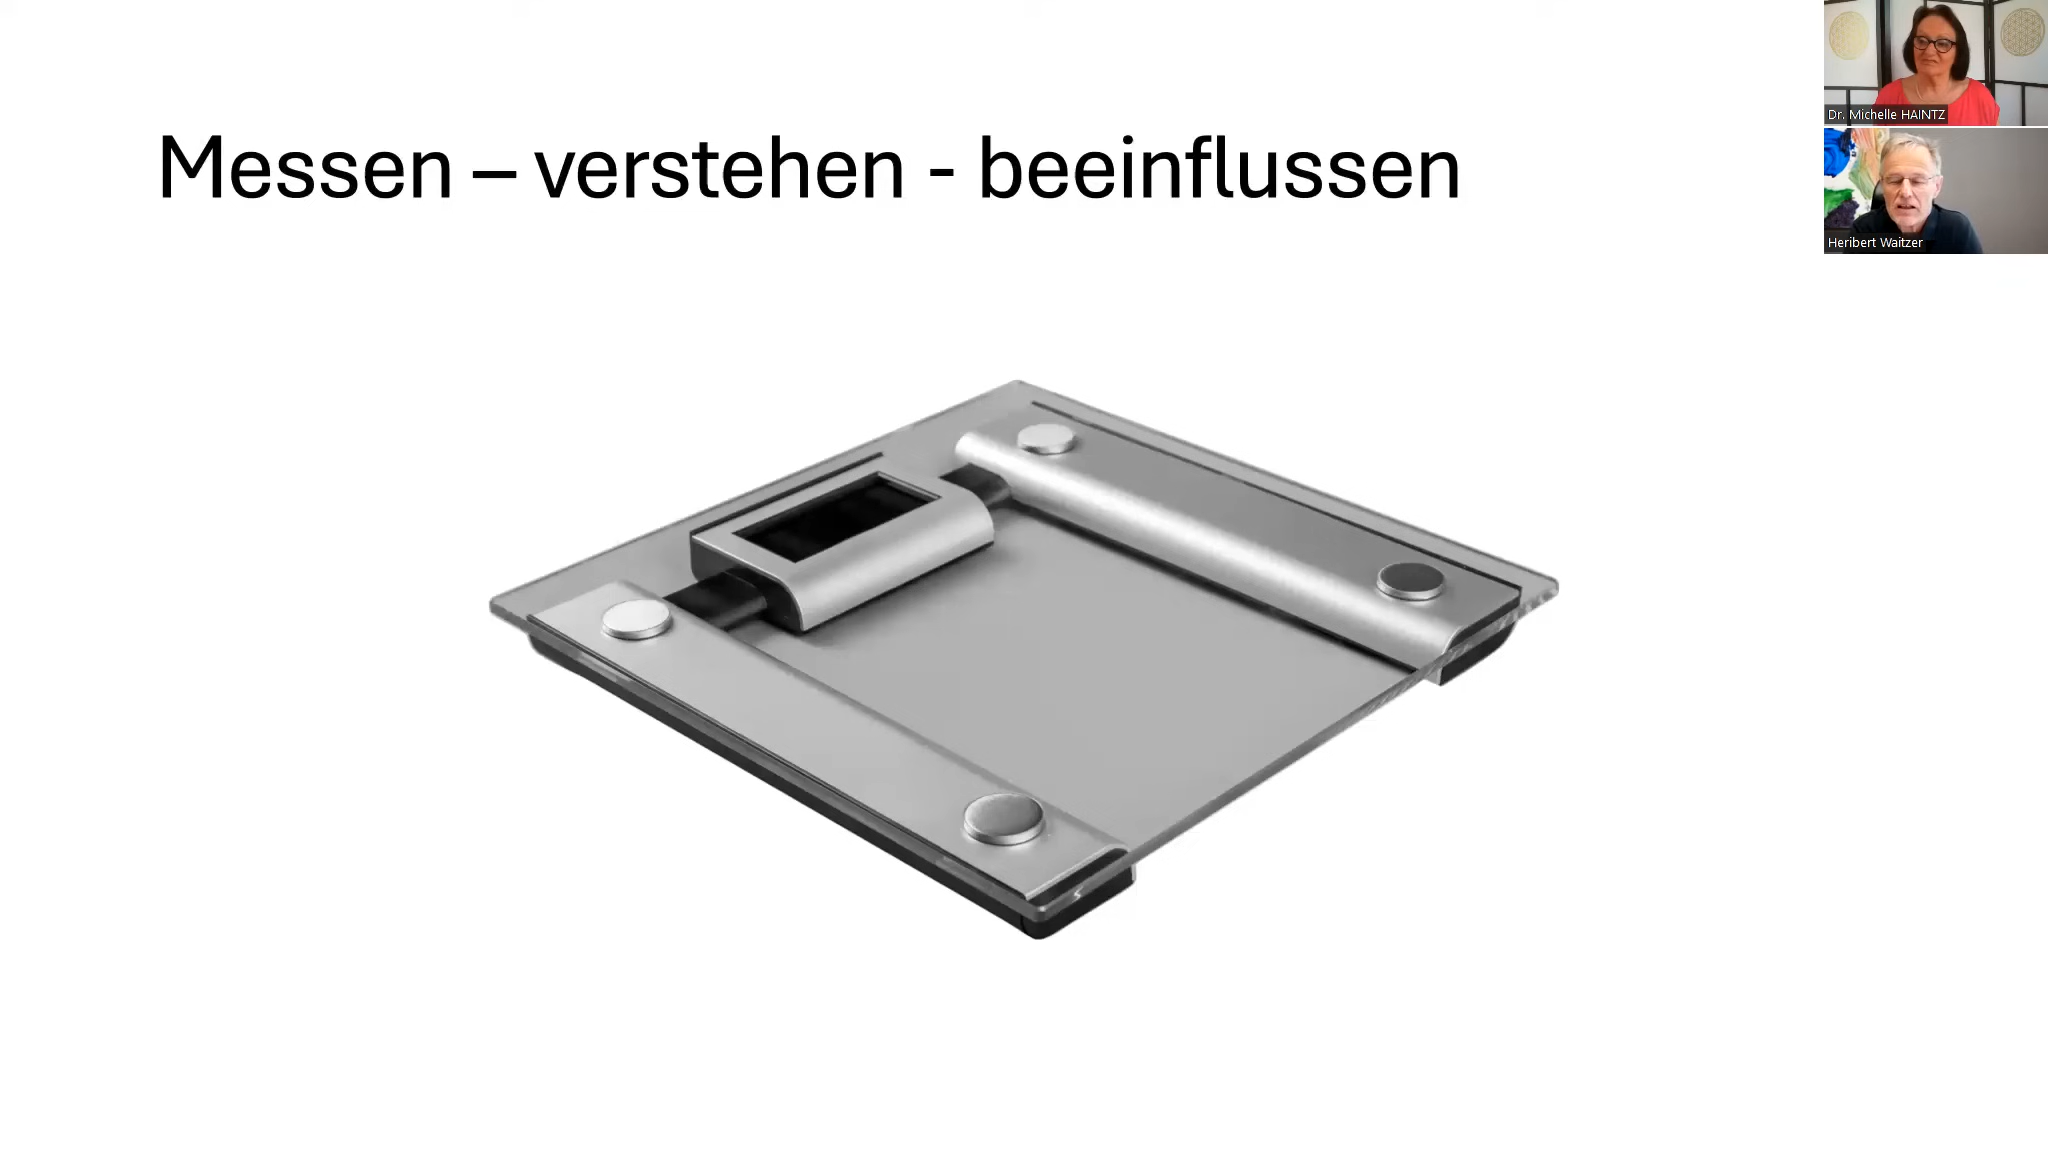 Messen – verstehen - beeinflussen
Dr. Michelle HAINTZ
Heribert Waitzer